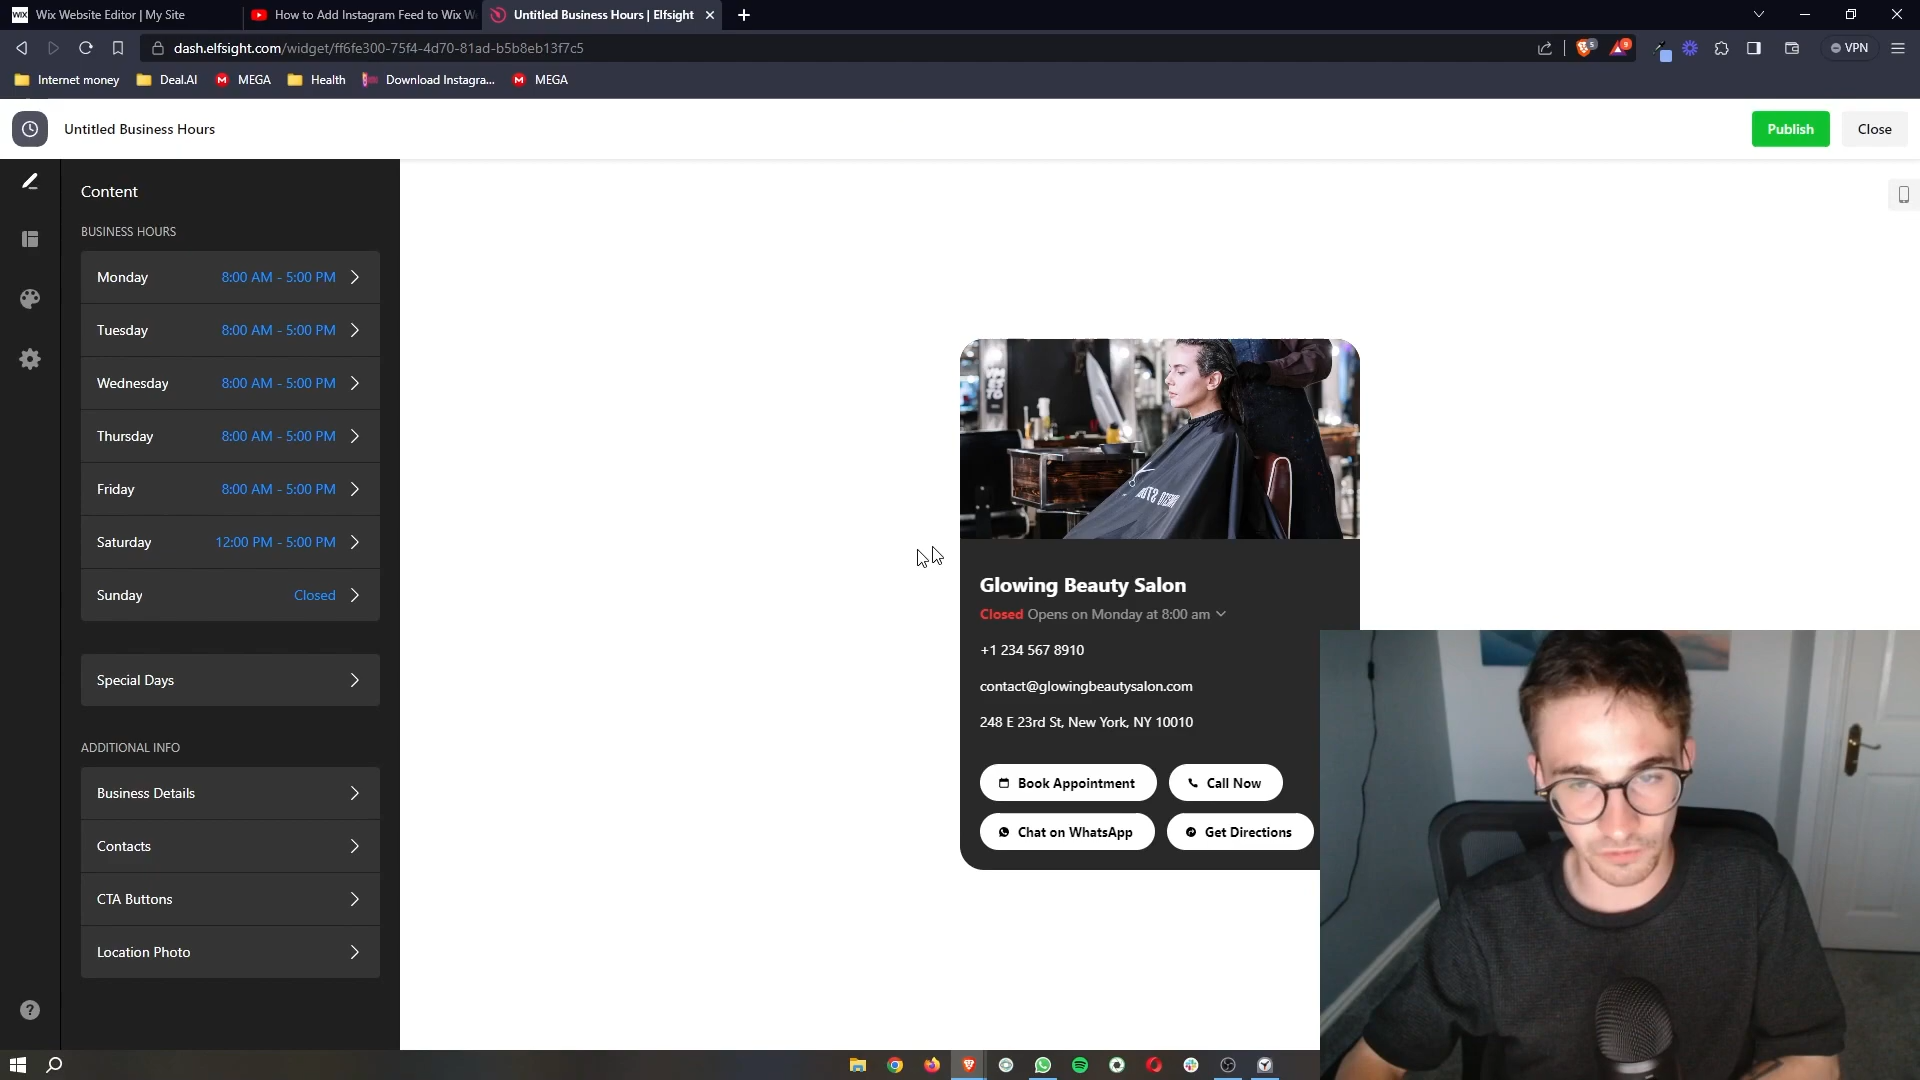 WIX Wix Website Editor | My Site
How to Add Instagram Feed to Wix W
Untitled Business Hours | Elfsight
dash.elfsight.com/widget/ff6fe300-75f4-4d70-81ad-b5b8eb13f7c5
5
9
VPN
Internet money
Deal.AI
M MEGA
Health
Download Instagra...
M MEGA
Untitled Business Hours
Publish
Close
Content
BUSINESS HOURS
Monday 8:00 AM - 5:00 PM
Tuesday 8:00 AM - 5:00 PM
Wednesday 8:00 AM - 5:00 PM
Thursday 8:00 AM - 5:00 PM
Friday 8:00 AM - 5:00 PM
Saturday 12:00 PM - 5:00 PM
Sunday Closed
Special Days
ADDITIONAL INFO
Business Details
Contacts
CTA Buttons
Location Photo
?
Glowing Beauty Salon
Closed Opens on Monday at 8:00 am
+1 234 567 8910
contact@glowingbeautysalon.com
248 E 23rd St, New York, NY 10010
Book Appointment
Call Now
Chat on WhatsApp
Get Directions